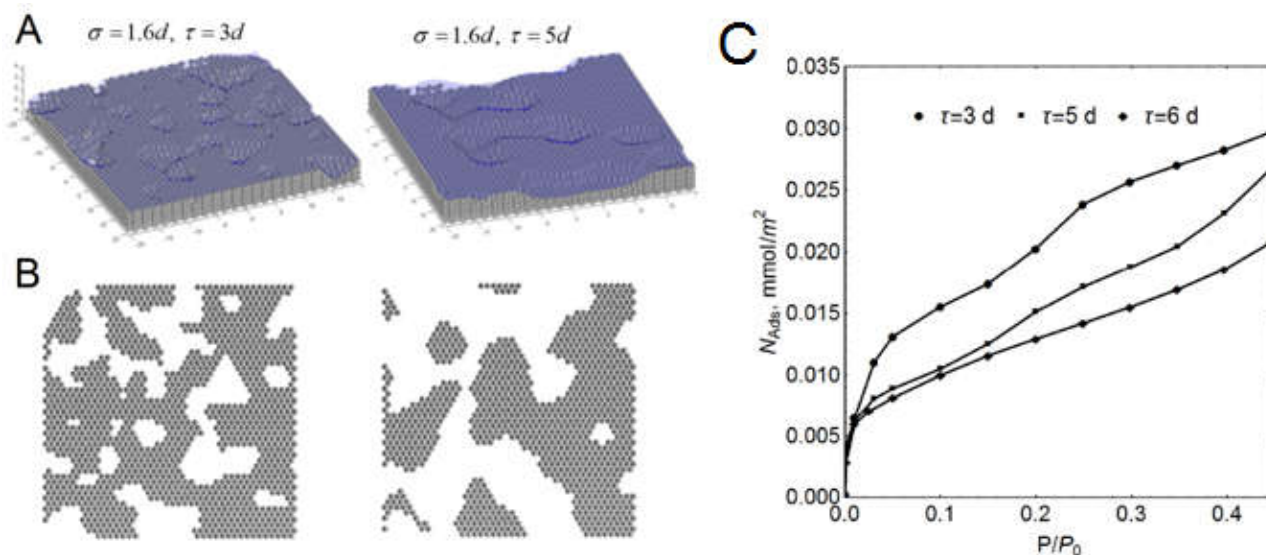 A
σ = 1.6d, τ = 3d
σ = 1.6d, τ = 5d
B
C
τ=3 d τ=5 d τ=6 d
N_Ads, mmol/m²
0.035
0.030
0.025
0.020
0.015
0.010
0.005
0.000
0.0 0.1 0.2 0.3 0.4
P/P₀